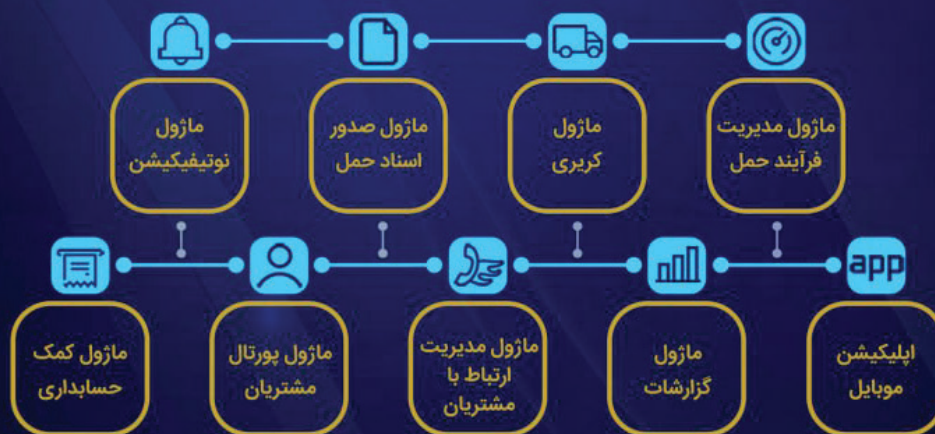 ماژول مدیریت
فرآیند حمل
ماژول
کریری
ماژول صدور
اسناد حمل
ماژول
نوتیفیکیشن
app
اپلیکیشن
موبایل
ماژول
گزارشات
ماژول مدیریت
ارتباط با
مشتریان
ماژول پورتال
مشتریان
ماژول کمک
حسابداری